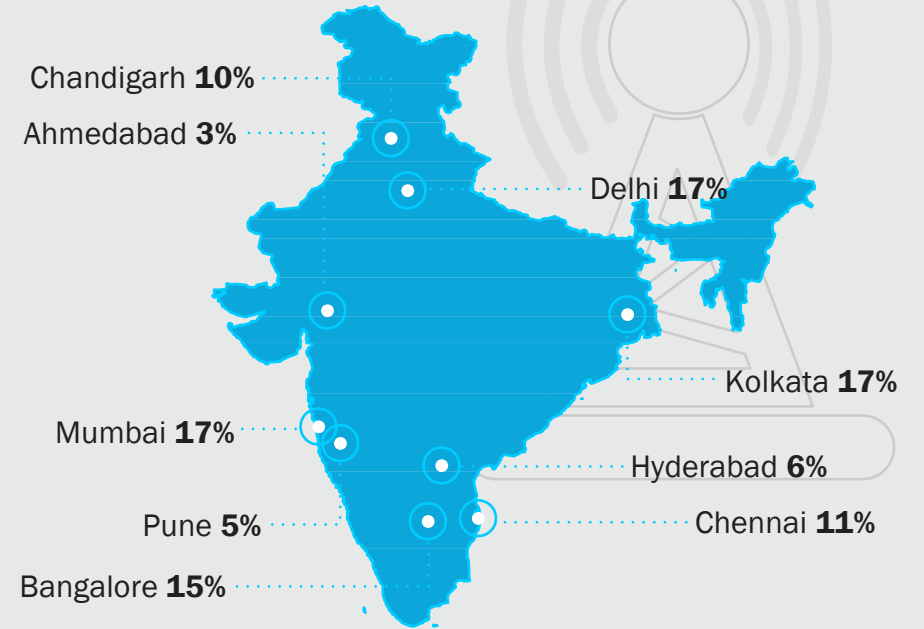 Chandigarh 10%
Ahmedabad 3%
Delhi 17%
Kolkata 17%
Mumbai 17%
Hyderabad 6%
Pune 5%
Chennai 11%
Bangalore 15%